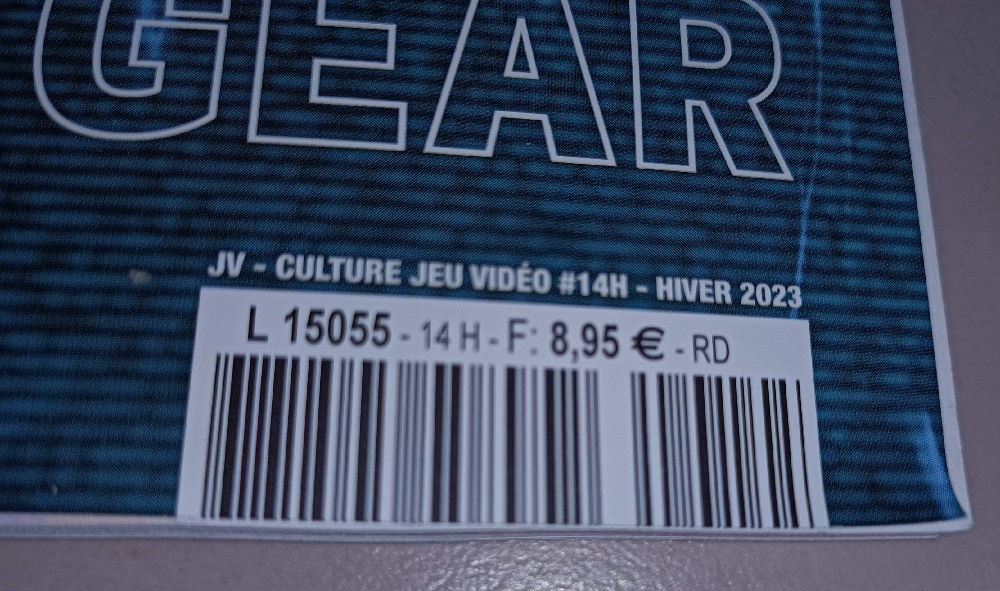 GEAR
JV - CULTURE JEU VIDÉO #14H - HIVER 2023
L 15055 - 14 H - F: 8,95 € - RD